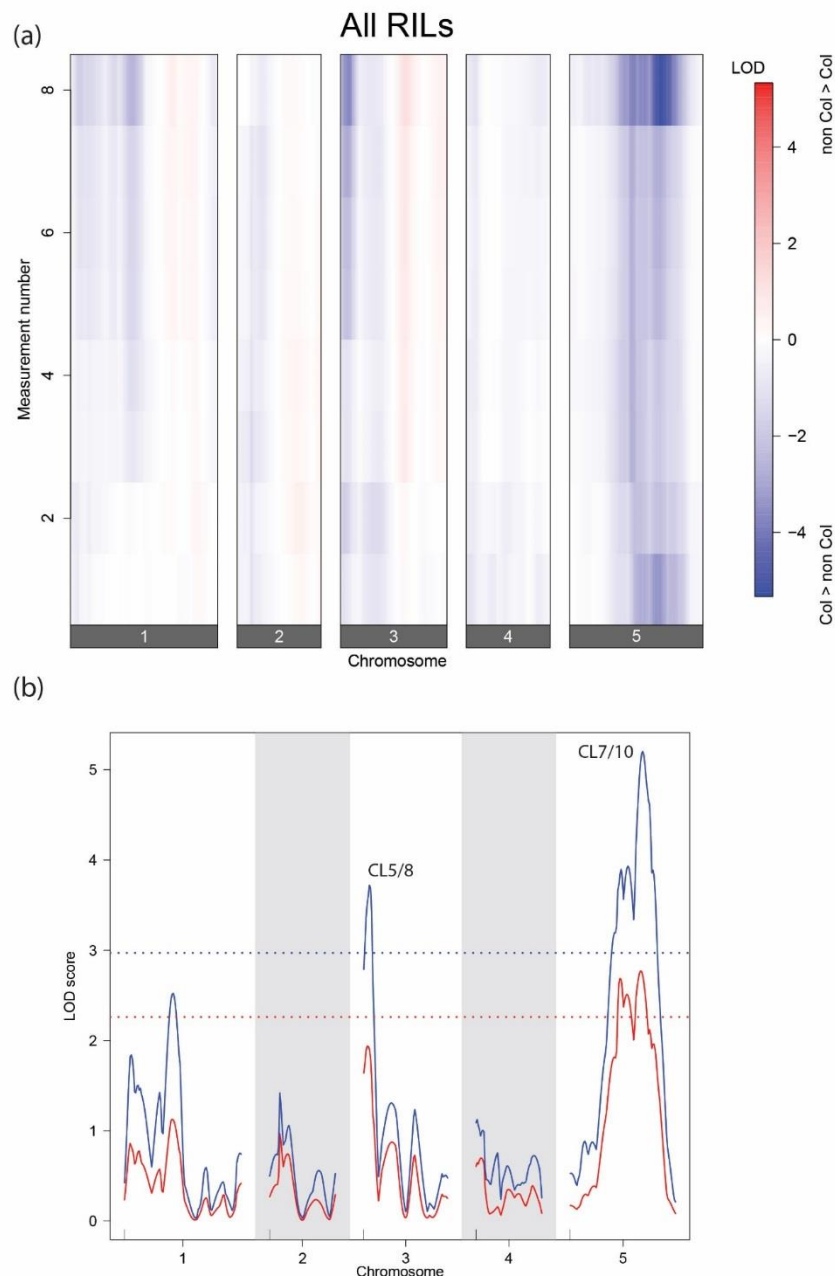 All RILs
(a)
Measurement number
8
6
4
2
1
2
3
4
5
Chromosome
LOD
4
2
0
−2
−4
non Col > Col
Col > non Col
(b)
LOD score
5
4
3
2
1
0
CL5/8
CL7/10
1
2
3
4
5
Chromosome